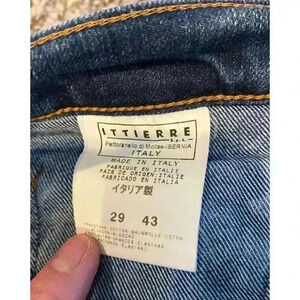 ITTIERRE
S.p.A.
Pettoranello di Molise-ISERNIA
ITALY
MADE IN ITALY
FABRIQUE EN ITALIE
PAIS DE ORIGEN:ITALIE
FABRICADO EN ITALIA
イタリア製
29 43